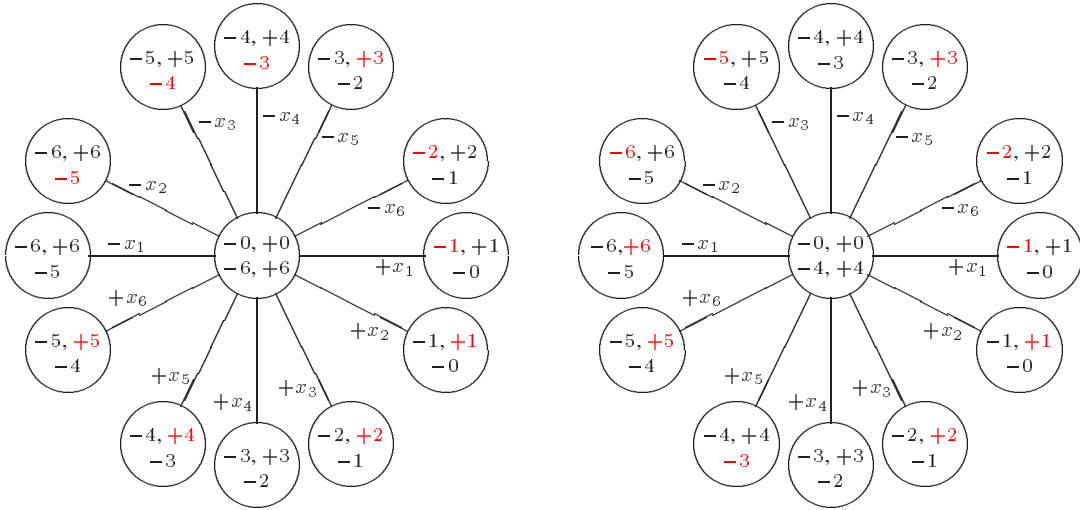 −4, +4
−3
−5, +5
−4
−3, +3
−2
−x₃
−x₄
−x₅
−6, +6
−5
−2, +2
−1
−x₂
−x₆
−6, +6
−5
−x₁
−0, +0
−6, +6
+x₁
−1, +1
−0
+x₆
+x₂
−5, +5
−4
−1, +1
−0
+x₅
+x₄
+x₃
−4, +4
−3
−2, +2
−1
−3, +3
−2
−4, +4
−3
−5, +5
−4
−3, +3
−2
−x₃
−x₄
−x₅
−6, +6
−5
−2, +2
−1
−x₂
−x₆
−6,+6
−5
−x₁
−0, +0
−4, +4
+x₁
−1, +1
−0
+x₆
+x₂
−5, +5
−4
−1, +1
−0
+x₅
+x₄
+x₃
−4, +4
−3
−2, +2
−1
−3, +3
−2